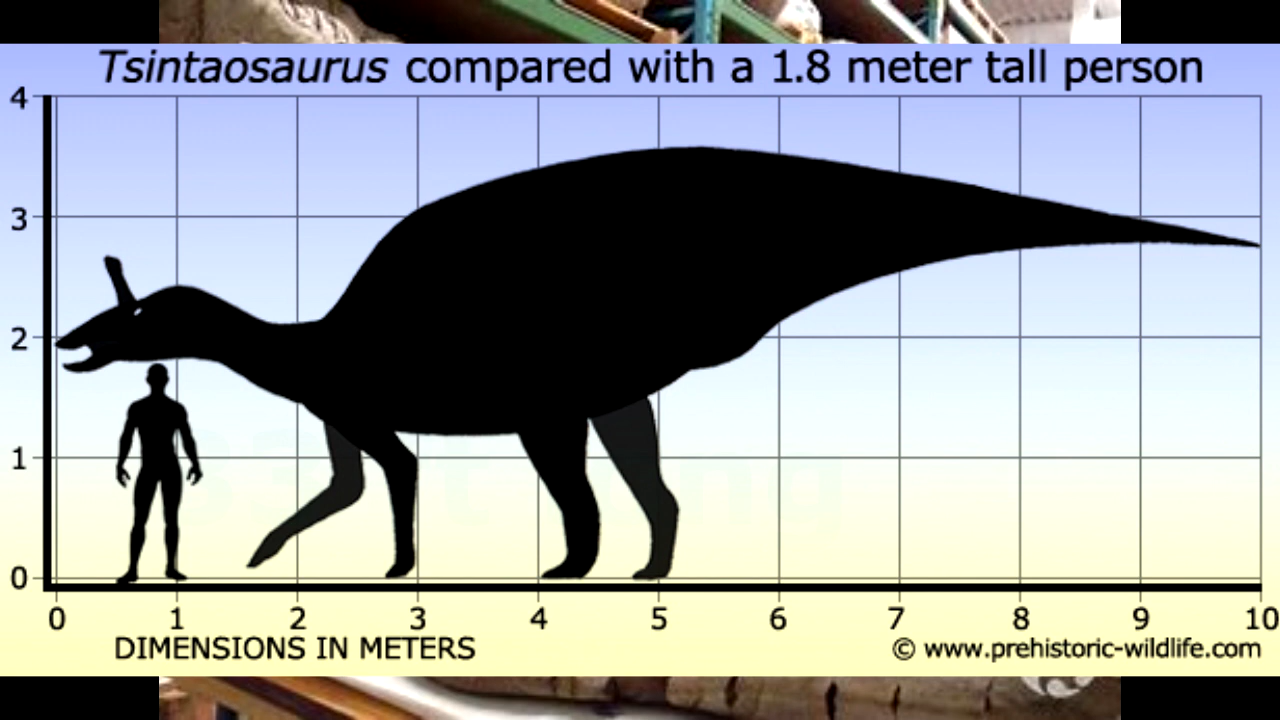 Tsintaosaurus compared with a 1.8 meter tall person
4
3
2
1
0
0 1 2 3 4 5 6 7 8 9 10
DIMENSIONS IN METERS
© www.prehistoric-wildlife.com